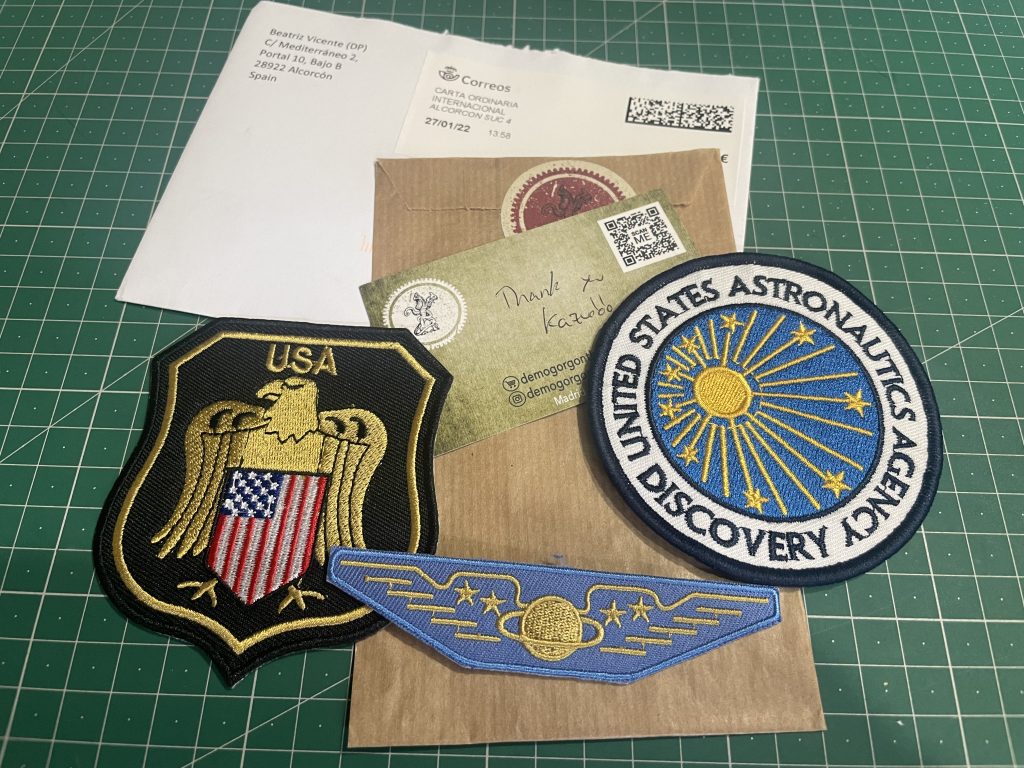 Beatriz Vicente (DP)
C/ Mediterráneo 2,
Portal 10, Bajo B
28922 Alcorcón
Spain
Correos
CARTA ORDINARIA
INTERNACIONAL
ALCORCON SUC 4
27/01/22 13:58
€
SCAN
ME
Thank
demogorgon
demogorgon
Madrid
USA
UNITED STATES ASTRONAUTICS AGENCY
DISCOVERY